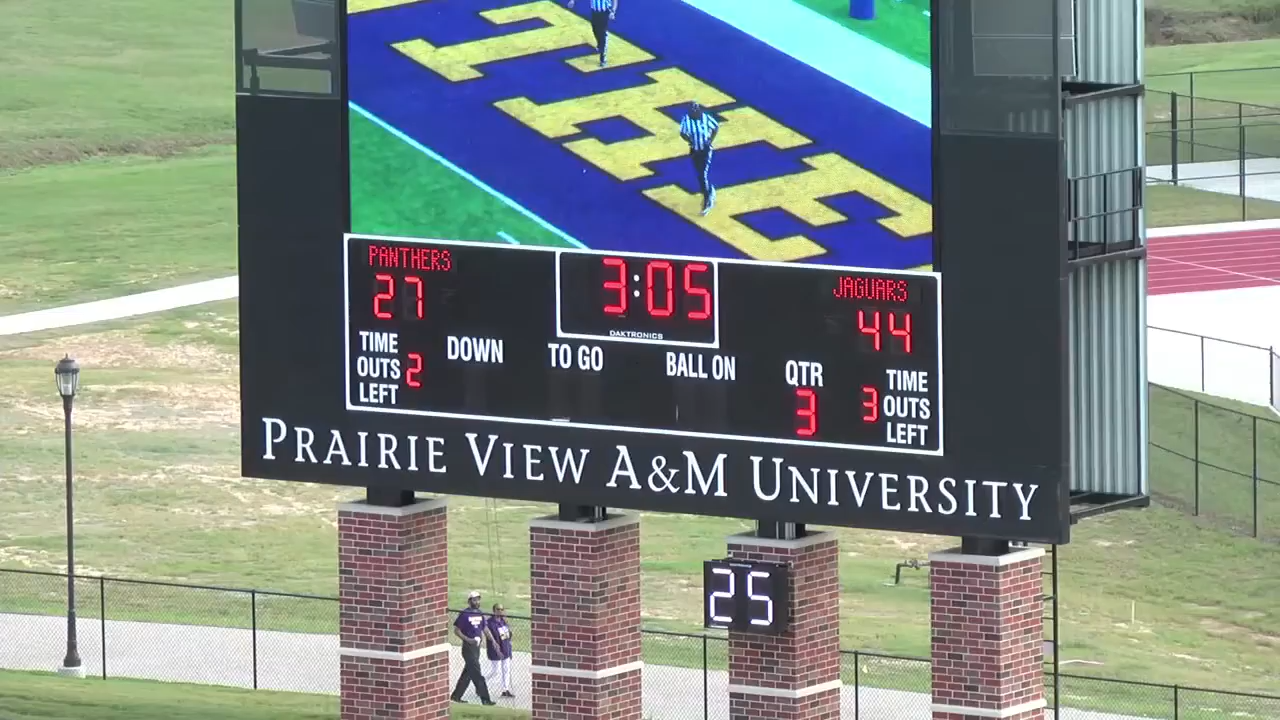 THE
PANTHERS 3:05 JAGUARS
27 44
DAKTRONICS
TIME OUTS LEFT 2 DOWN TO GO BALL ON QTR 3 3 TIME OUTS LEFT
PRAIRIE VIEW A&M UNIVERSITY
25